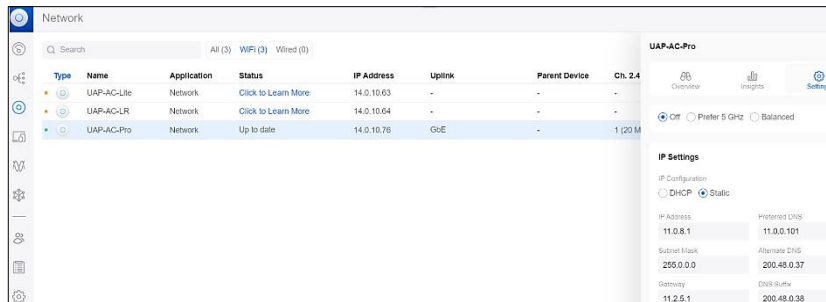 Network
Search
All (3) WiFi (3) Wired (0)
Type Name Application Status IP Address Uplink Parent Device Ch. 2.4
UAP-AC-Lite Network Click to Learn More 14.0.10.63 - - -
UAP-AC-LR Network Click to Learn More 14.0.10.64 - - -
UAP-AC-Pro Network Up to date 14.0.10.76 GbE - 1 (20 M
UAP-AC-Pro
Overview Insights Setting
Off Prefer 5 GHz Balanced
IP Settings
IP Configuration
DHCP Static
IP Address Preferred DNS
11.0.8.1 11.0.0.101
Subnet Mask Alternate DNS
255.0.0.0 200.48.0.37
Gateway DNS Suffix
11.2.5.1 200.48.0.38